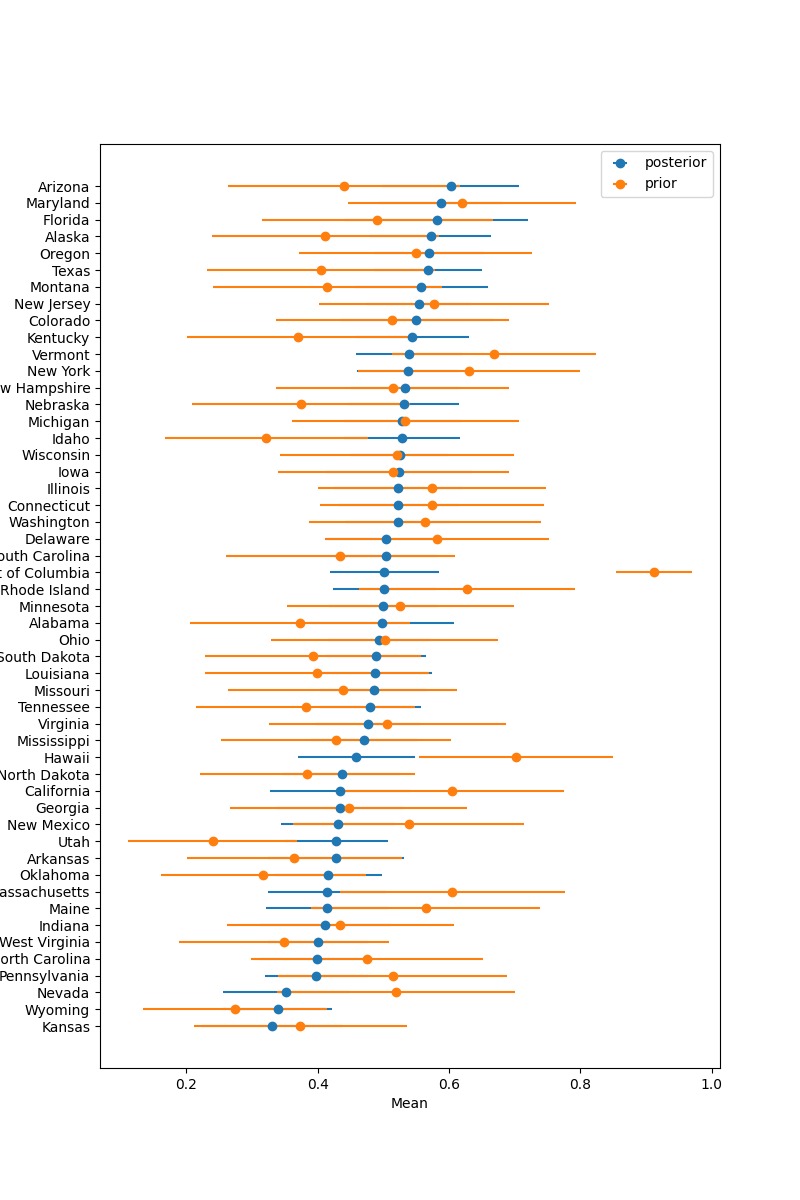 posterior
prior
Arizona
Maryland
Florida
Alaska
Oregon
Texas
Montana
New Jersey
Colorado
Kentucky
Vermont
New York
w Hampshire
Nebraska
Michigan
Idaho
Wisconsin
Iowa
Illinois
Connecticut
Washington
Delaware
outh Carolina
t of Columbia
Rhode Island
Minnesota
Alabama
Ohio
South Dakota
Louisiana
Missouri
Tennessee
Virginia
Mississippi
Hawaii
North Dakota
California
Georgia
New Mexico
Utah
Arkansas
Oklahoma
assachusetts
Maine
Indiana
West Virginia
orth Carolina
Pennsylvania
Nevada
Wyoming
Kansas
0.2 0.4 0.6 0.8 1.0
Mean